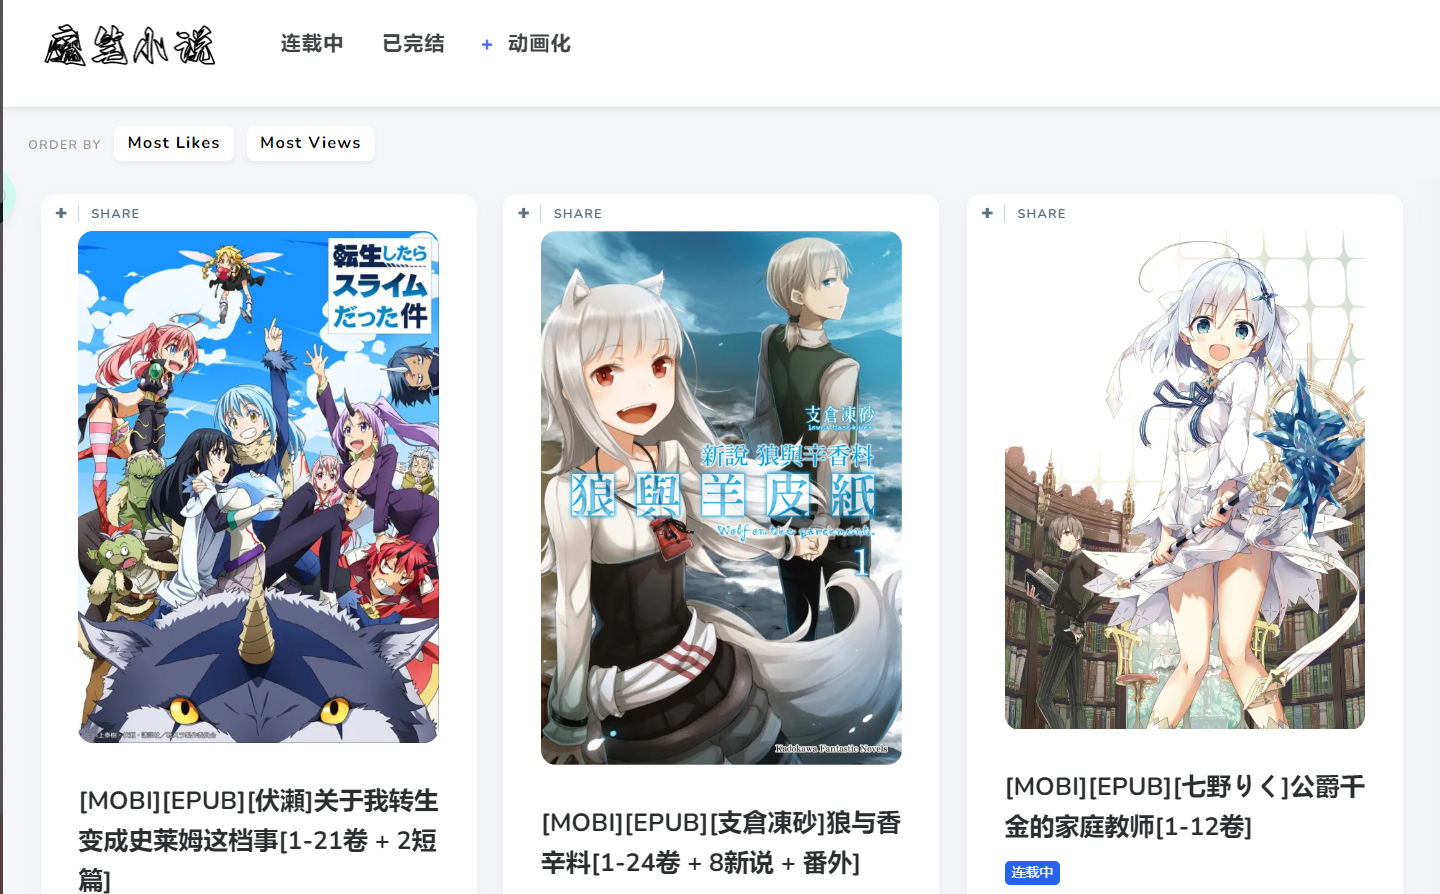 魔笔小说
连载中 已完结 + 动画化
ORDER BY Most Likes Most Views
+ SHARE
転生したら
スライム
だった件
[MOBI][EPUB][伏瀬]关于我转生
变成史莱姆这档事[1-21卷 + 2短
篇]
+ SHARE
支倉凍砂
新說 狼與辛香料
狼與羊皮紙
Wolf on the parchment.
1
Kadokawa Fantastic Novels
[MOBI][EPUB][支倉凍砂]狼与香
辛料[1-24卷 + 8新说 + 番外]
+ SHARE
[MOBI][EPUB][七野りく]公爵千
金的家庭教师[1-12卷]
连载中